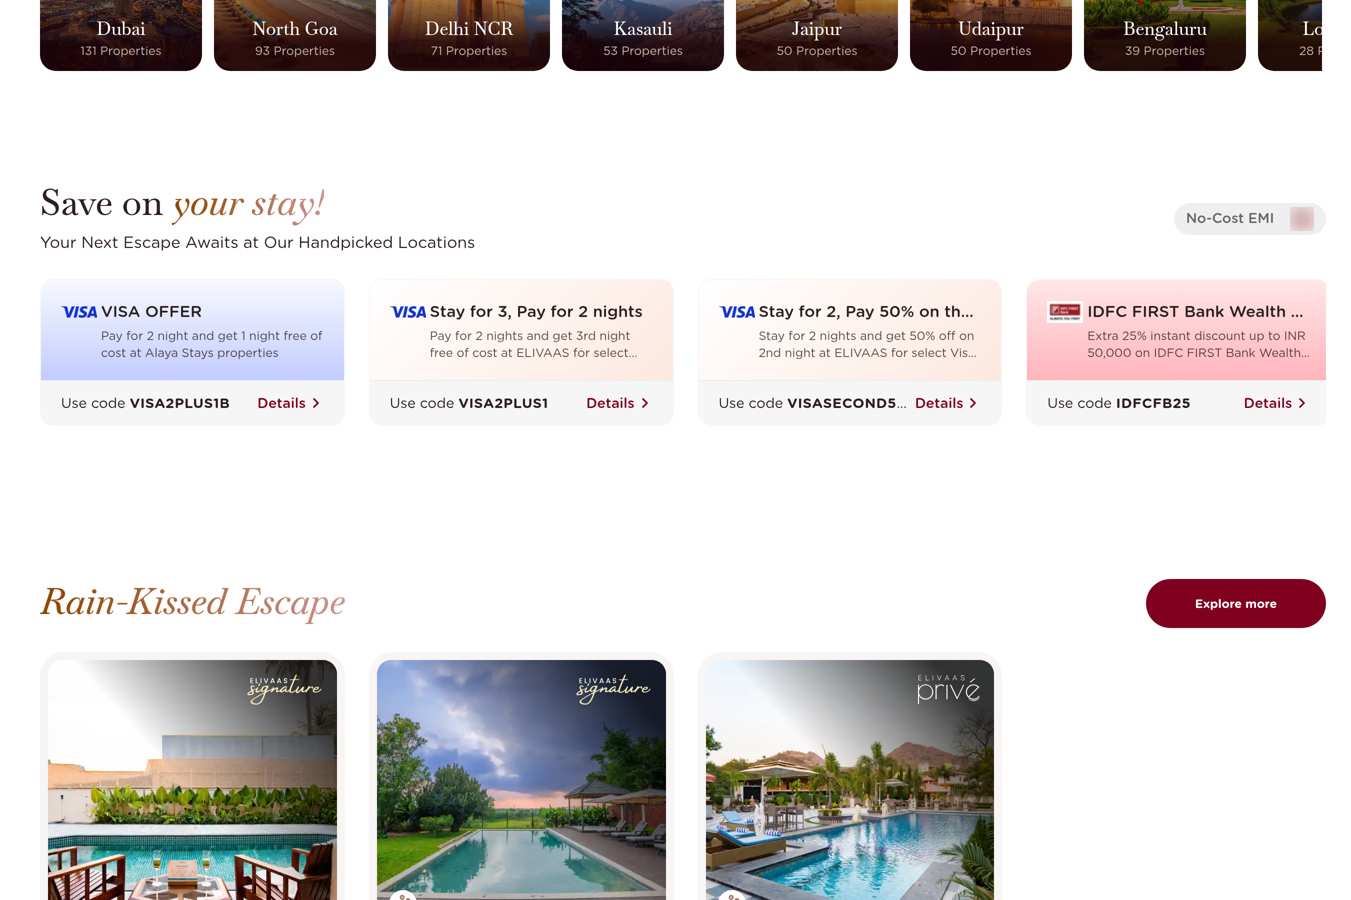 Dubai
131 Properties
North Goa
93 Properties
Delhi NCR
71 Properties
Kasauli
53 Properties
Jaipur
50 Properties
Udaipur
50 Properties
Bengaluru
39 Properties
Lo
28 P
Save on your stay!
Your Next Escape Awaits at Our Handpicked Locations
No-Cost EMI
VISA VISA OFFER
Pay for 2 night and get 1 night free of
cost at Alaya Stays properties
Use code VISA2PLUS1B Details
VISA Stay for 3, Pay for 2 nights
Pay for 2 nights and get 3rd night
free of cost at ELIVAAS for select...
Use code VISA2PLUS1 Details
VISA Stay for 2, Pay 50% on th...
Stay for 2 nights and get 50% off on
2nd night at ELIVAAS for select Vis...
Use code VISASECOND5... Details
IDFC FIRST Bank Wealth ...
Extra 25% instant discount up to INR
50,000 on IDFC FIRST Bank Wealth...
Use code IDFCFB25 Details
Rain-Kissed Escape
Explore more
ELIVAAS
signature
ELIVAAS
signature
ELIVAAS
privé